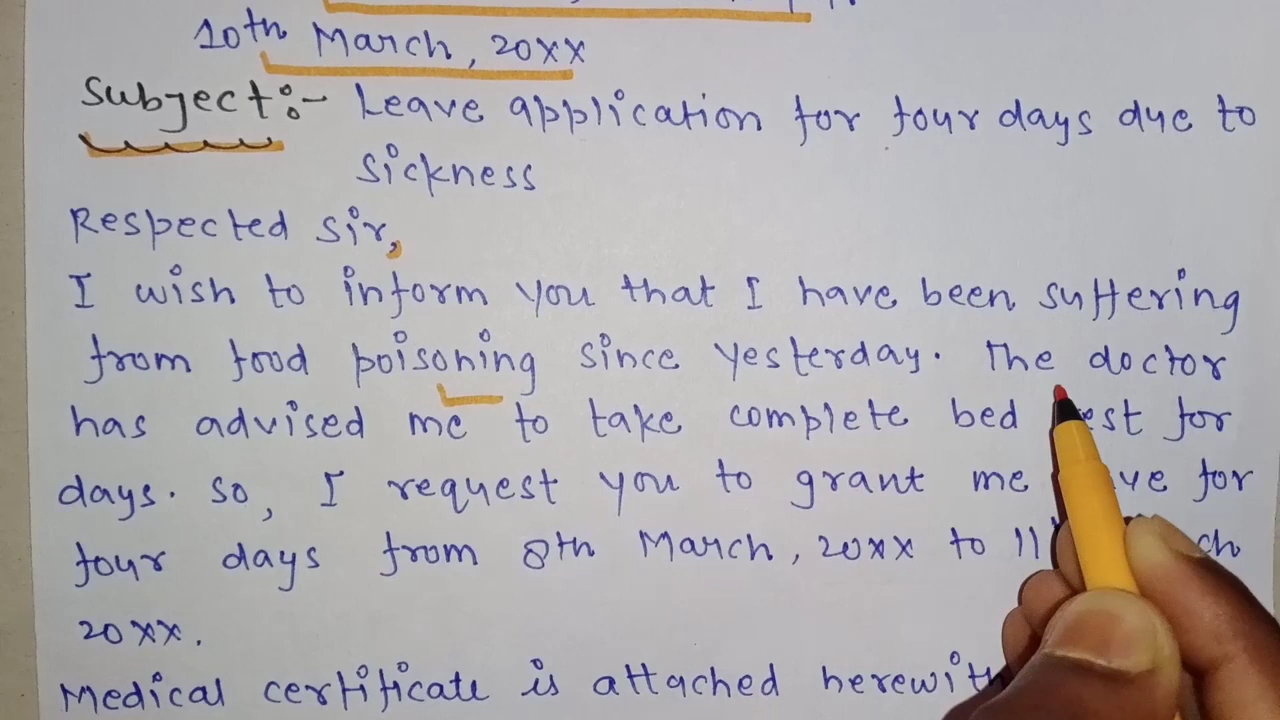 10th March, 20xx
Subject:- Leave application for four days due to
sickness
Respected sir,
I wish to inform you that I have been suffering
from food poisoning since yesterday. The doctor
has advised me to take complete bed for
days. So, I request you to grant me for
four days from 8th March, 20xx to 11
20xx.
Medical certificate is attached